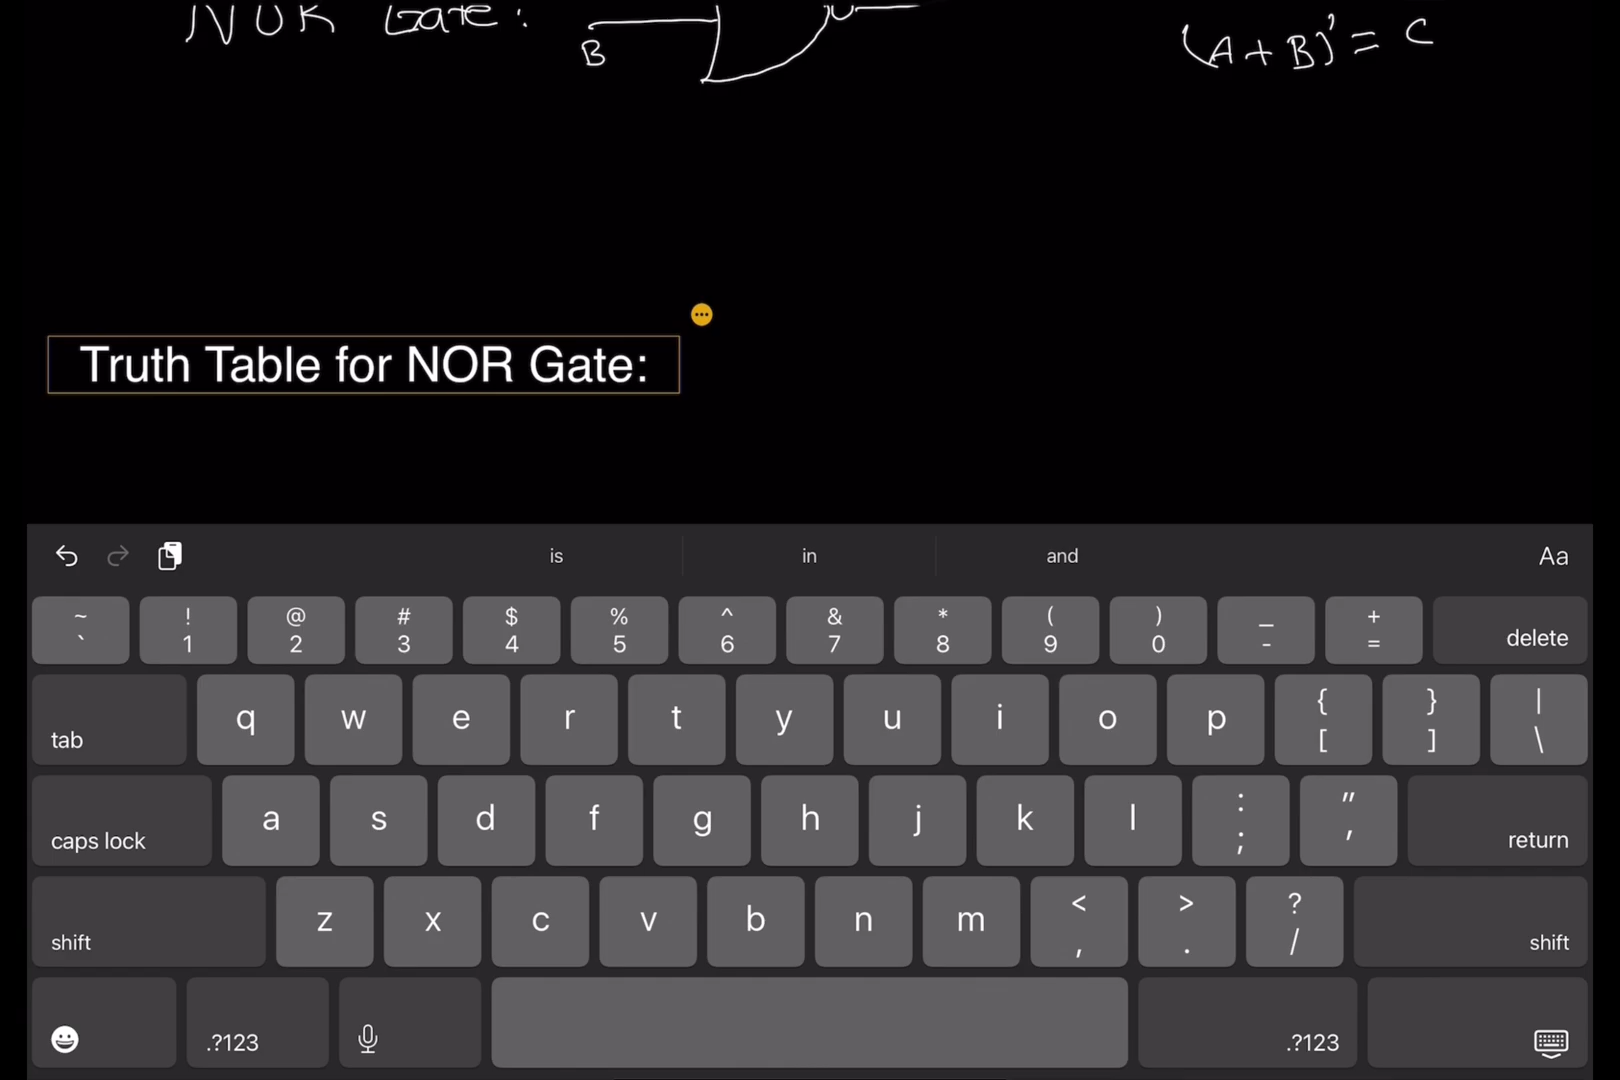 NOR Gate:
B
(A+B)'= C
Truth Table for NOR Gate:
is in and Aa
~ ! @ # $ % ^ & * ( ) _ +
` 1 2 3 4 5 6 7 8 9 0 - = delete
tab q w e r t y u i o p { [ } ] | \
caps lock a s d f g h j k l : ; " ' return
shift z x c v b n m < , > . ? / shift
.?123 .?123